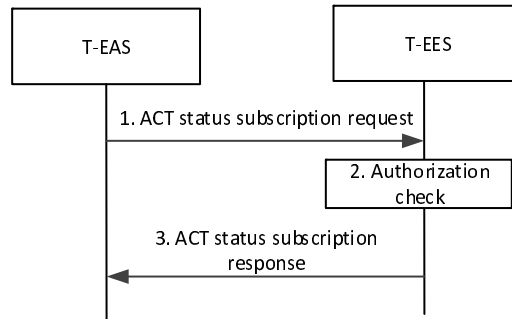 T-EAS
T-EES
1. ACT status subscription request
2. Authorization
check
3. ACT status subscription
response